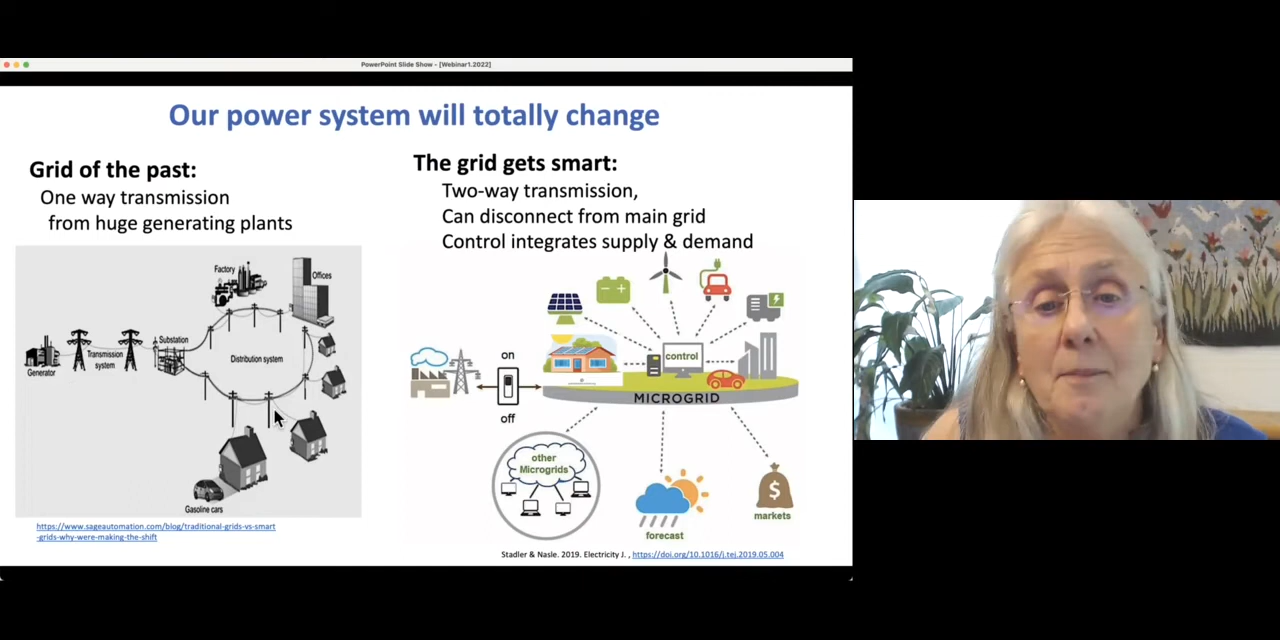 PowerPoint Slide Show - [Webinar1.2022]
Our power system will totally change
Grid of the past:
One way transmission
from huge generating plants
Factory
Offices
Substation
Transmission
system
Generator
Distribution system
Gasoline cars
https://www.sageautomation.com/blog/traditional-grids-vs-smart
-grids-why-were-making-the-shift
The grid gets smart:
Two-way transmission,
Can disconnect from main grid
Control integrates supply & demand
on
off
control
MICROGRID
other
Microgrids
forecast
$
markets
Stadler & Nasle. 2019. Electricity J. , https://doi.org/10.1016/j.tej.2019.05.004